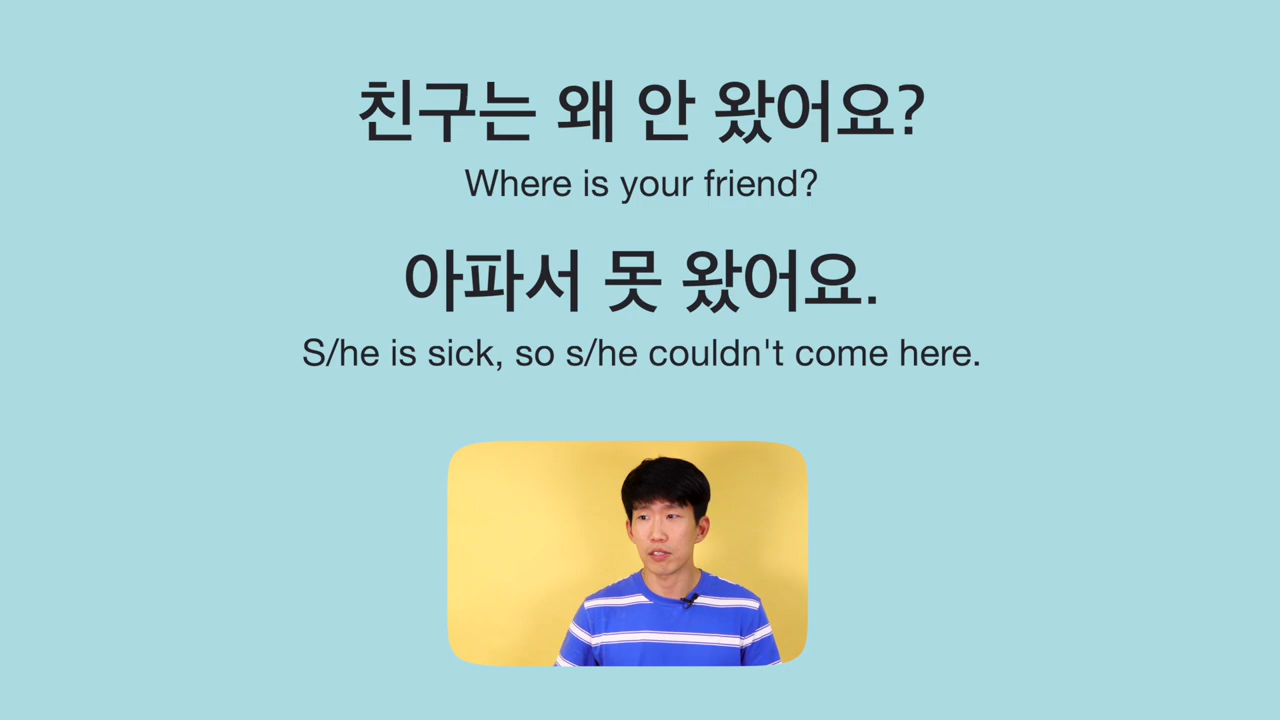 친구는 왜 안 왔어요?
Where is your friend?
아파서 못 왔어요.
S/he is sick, so s/he couldn't come here.